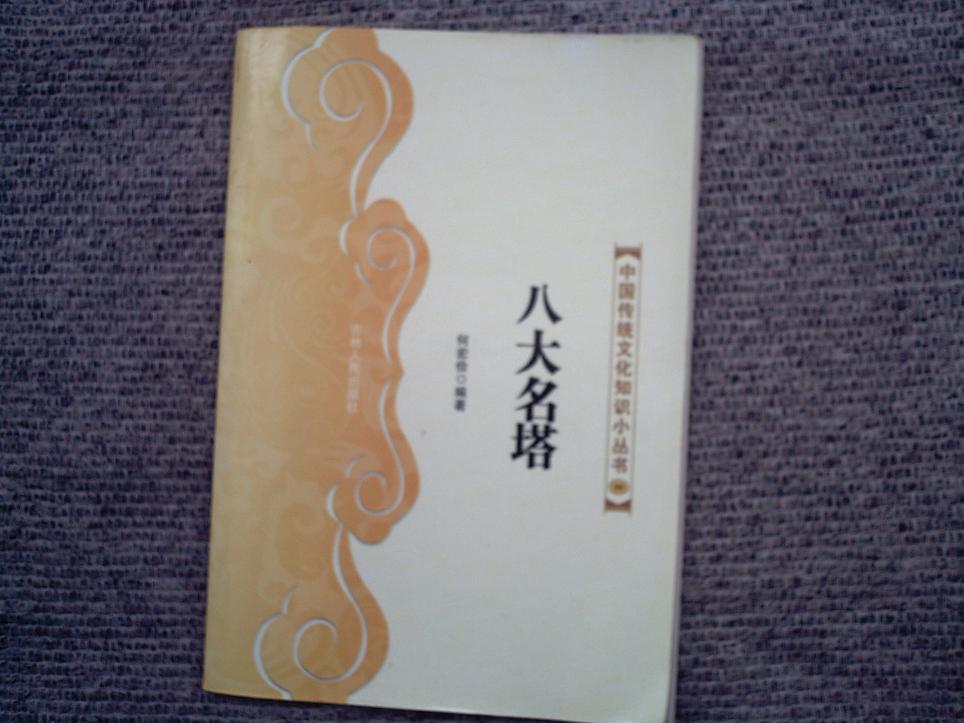 【中国传统文化知识小丛书】
八大名塔
何宏俭◎编著
吉林人民出版社